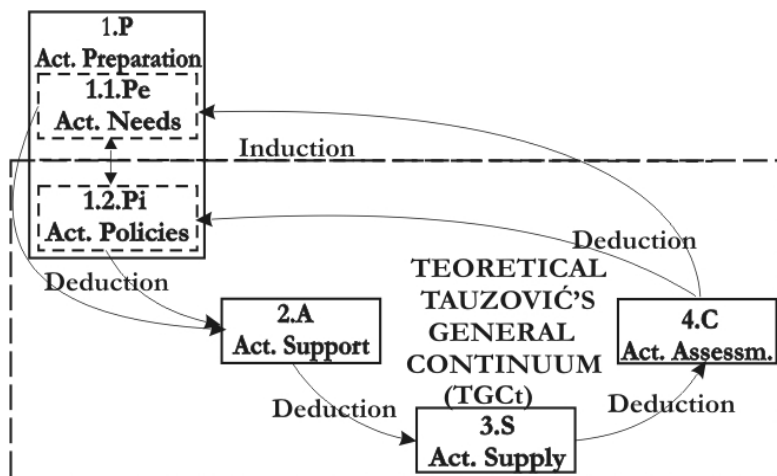 1.P
Act. Preparation
1.1.Pe
Act. Needs
Induction
1.2.Pi
Act. Policies
Deduction
Deduction
TEORETICAL
TAUZOVIĆ'S
GENERAL
CONTINUUM
(TGCt)
2.A
Act. Support
4.C
Act. Assessm.
Deduction
Deduction
3.S
Act. Supply